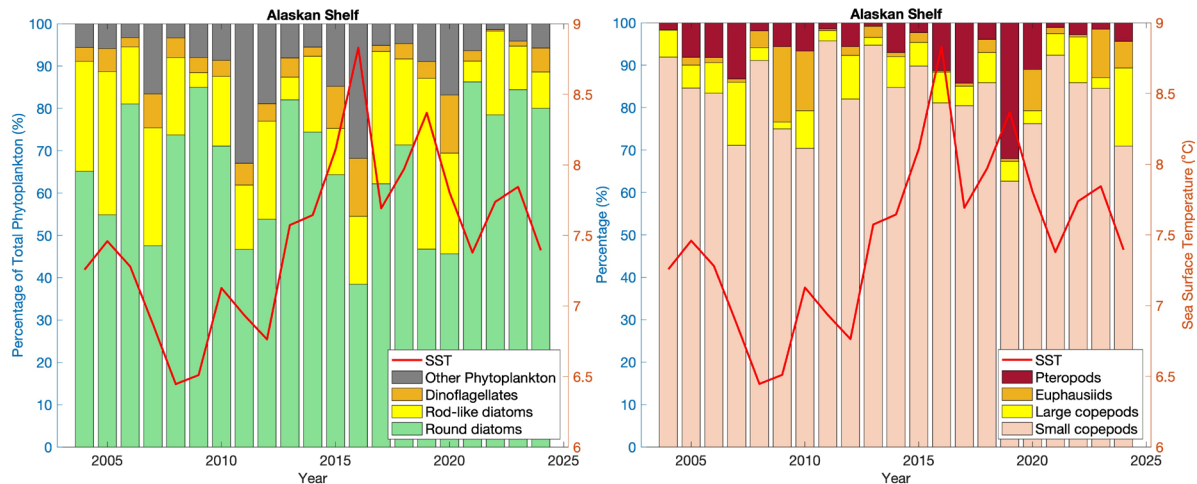 Alaskan Shelf
Percentage of Total Phytoplankton (%)
100
90
80
70
60
50
40
30
20
10
0
9
8.5
8
7.5
7
6.5
6
2005
2010
2015
2020
2025
Year
SST
Other Phytoplankton
Dinoflagellates
Rod-like diatoms
Round diatoms
Alaskan Shelf
Percentage (%)
100
90
80
70
60
50
40
30
20
10
0
9
8.5
8
7.5
7
6.5
6
Sea Surface Temperature (°C)
2005
2010
2015
2020
2025
Year
SST
Pteropods
Euphausiids
Large copepods
Small copepods